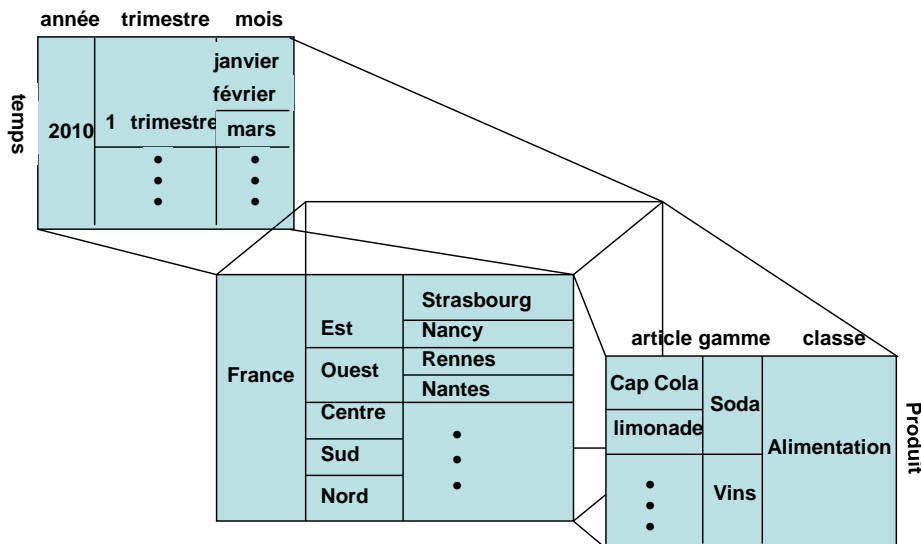 année trimestre mois
temps
janvier
février
2010 1 trimestre mars
France
Est
Ouest
Centre
Sud
Nord
Strasbourg
Nancy
Rennes
Nantes
article gamme classe
Cap Cola
limonade
Soda
Vins
Alimentation
Produit